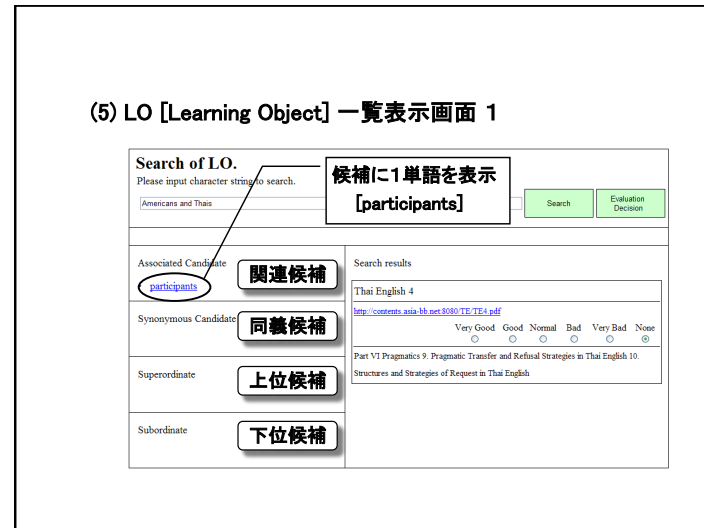 (5) LO [Learning Object] 一覧表示画面 1
Search of LO.
Please input character string to search.
候補に1単語を表示
[participants]
Americans and Thais
Search
Evaluation
Decision
Associated Candidate
関連候補
participants
Synonymous Candidate
同義候補
Superordinate
上位候補
Subordinate
下位候補
Search results
Thai English 4
http://contents.asia-bb.net:8080/TE/TE4.pdf
Very Good Good Normal Bad Very Bad None
Part VI Pragmatics 9. Pragmatic Transfer and Refusal Strategies in Thai English 10.
Structures and Strategies of Request in Thai English